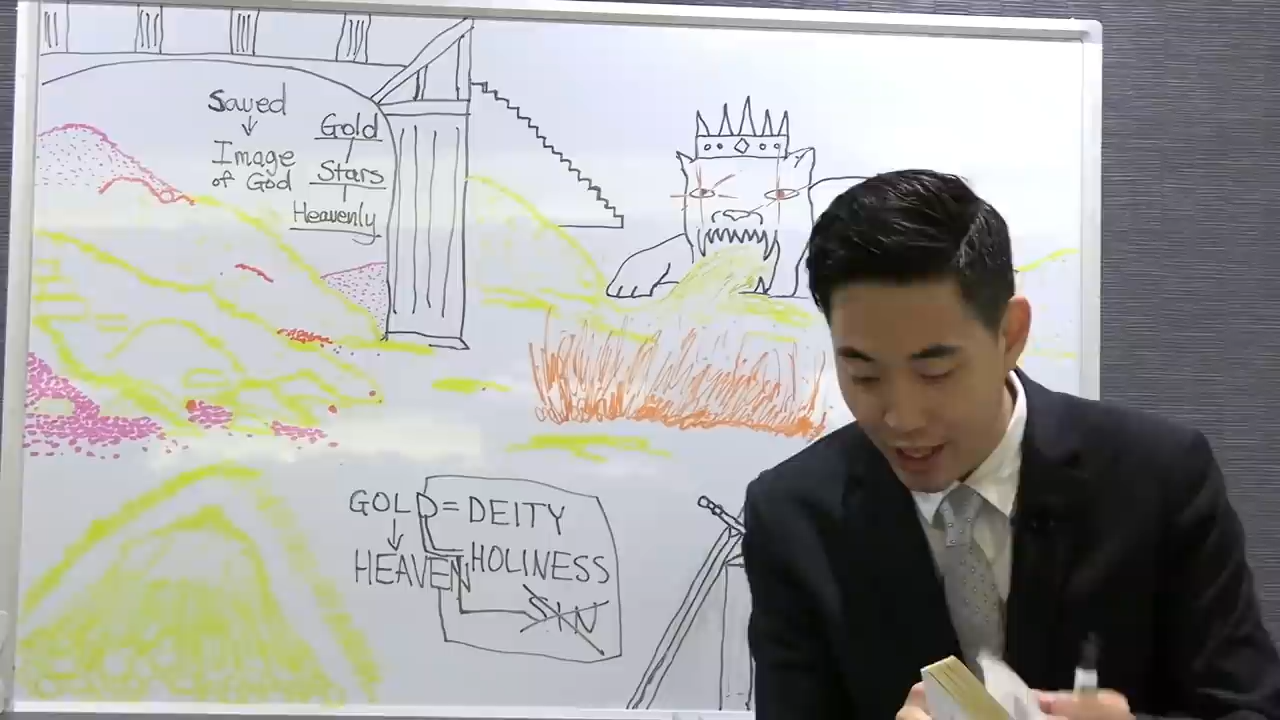 Saved
Image
of God
Gold
Stars
Heavenly
GOLD = DEITY
HEAVEN HOLINESS
SIN